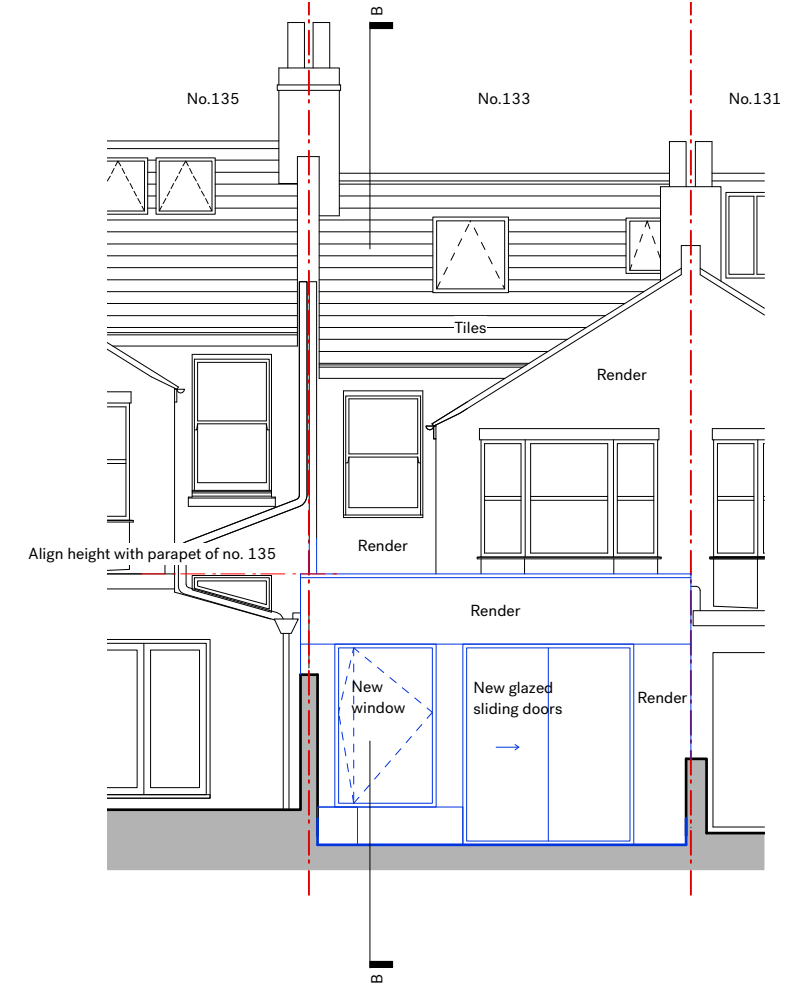 B
No.135
No.133
No.131
Tiles
Render
Render
Align height with parapet of no. 135
Render
New
window
New glazed
sliding doors
Render
B